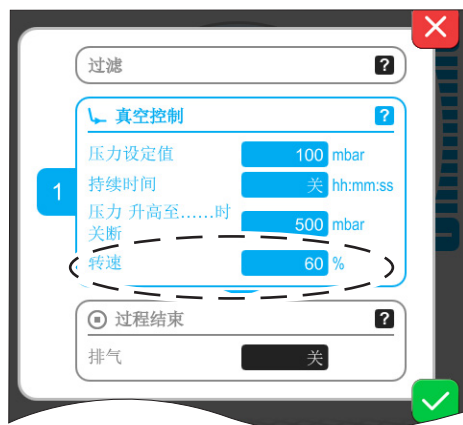 过滤 ?
真空控制 ?
压力设定值 100 mbar
1
持续时间 关 hh:mm:ss
压力 升高至……时
关断 500 mbar
转速 60 %
过程结束 ?
排气 关